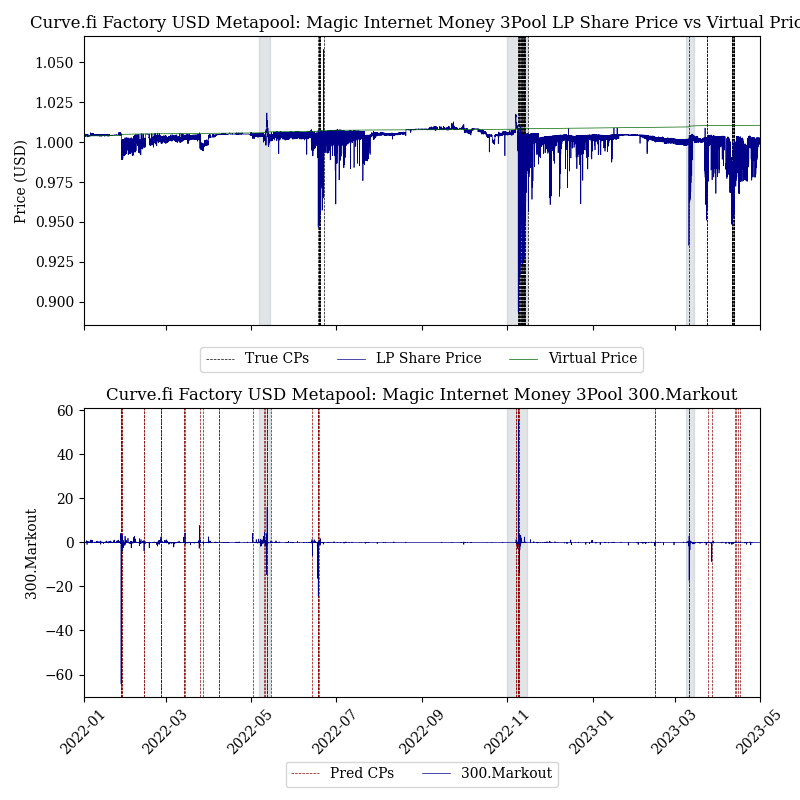 Curve.fi Factory USD Metapool: Magic Internet Money 3Pool LP Share Price vs Virtual Pric
1.050
1.025
1.000
0.975
0.950
0.925
0.900
Price (USD)
True CPs LP Share Price Virtual Price
Curve.fi Factory USD Metapool: Magic Internet Money 3Pool 300.Markout
60
40
20
0
−20
−40
−60
300.Markout
2022-01 2022-03 2022-05 2022-07 2022-09 2022-11 2023-01 2023-03 2023-05
Pred CPs 300.Markout